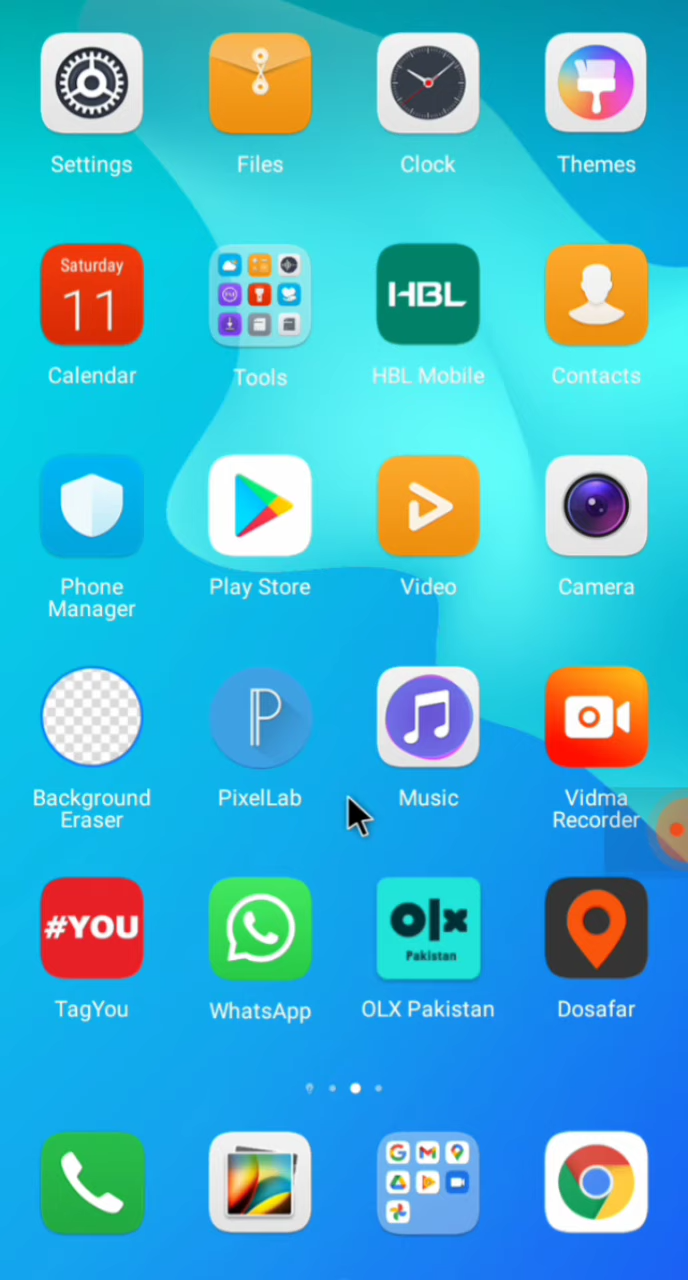 Settings
Files
Clock
Themes
Saturday
11
HBL
Calendar
Tools
HBL Mobile
Contacts
Phone
Manager
Play Store
Video
Camera
P
Background
Eraser
PixelLab
Music
Vidma
Recorder
#YOU
olx
Pakistan
TagYou
WhatsApp
OLX Pakistan
Dosafar